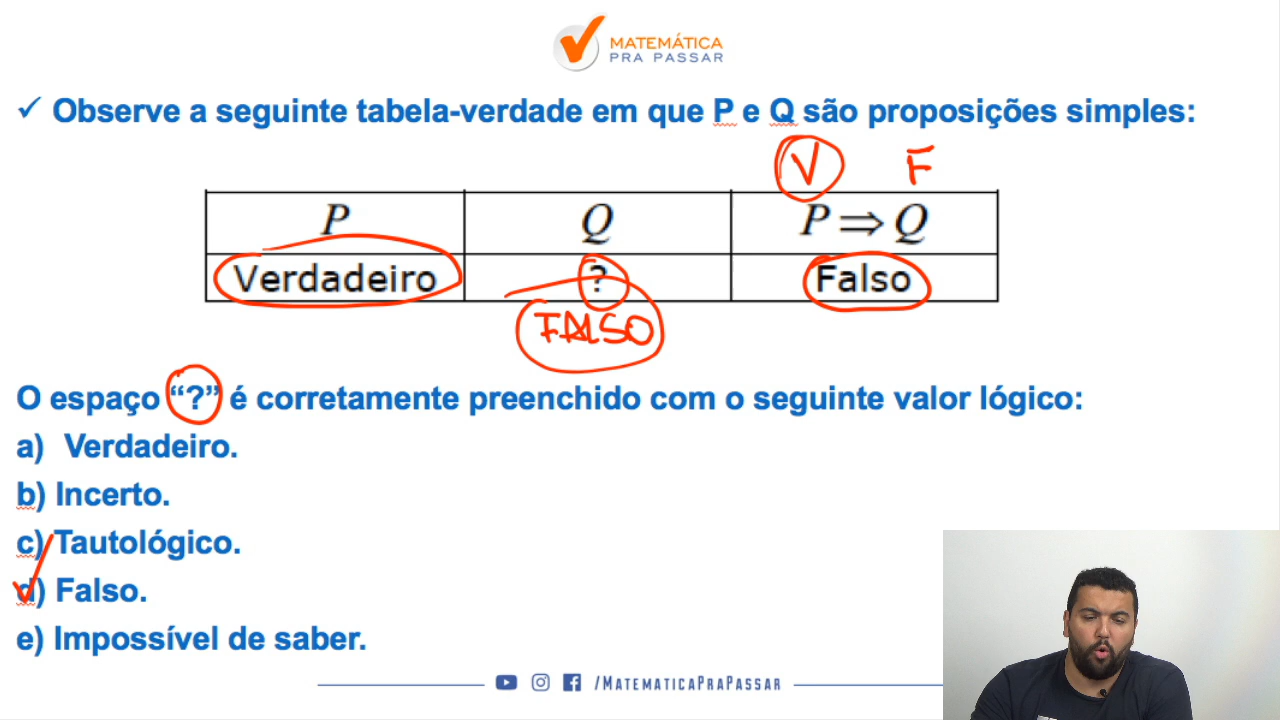 MATEMÁTICA
PRA PASSAR
✓ Observe a seguinte tabela-verdade em que P e Q são proposições simples:
V F
P Q P ⇒ Q
Verdadeiro ? Falso
FALSO
O espaço “?” é corretamente preenchido com o seguinte valor lógico:
a) Verdadeiro.
b) Incerto.
c) Tautológico.
d) Falso.
e) Impossível de saber.
/MATEMATICAPRAPASSAR